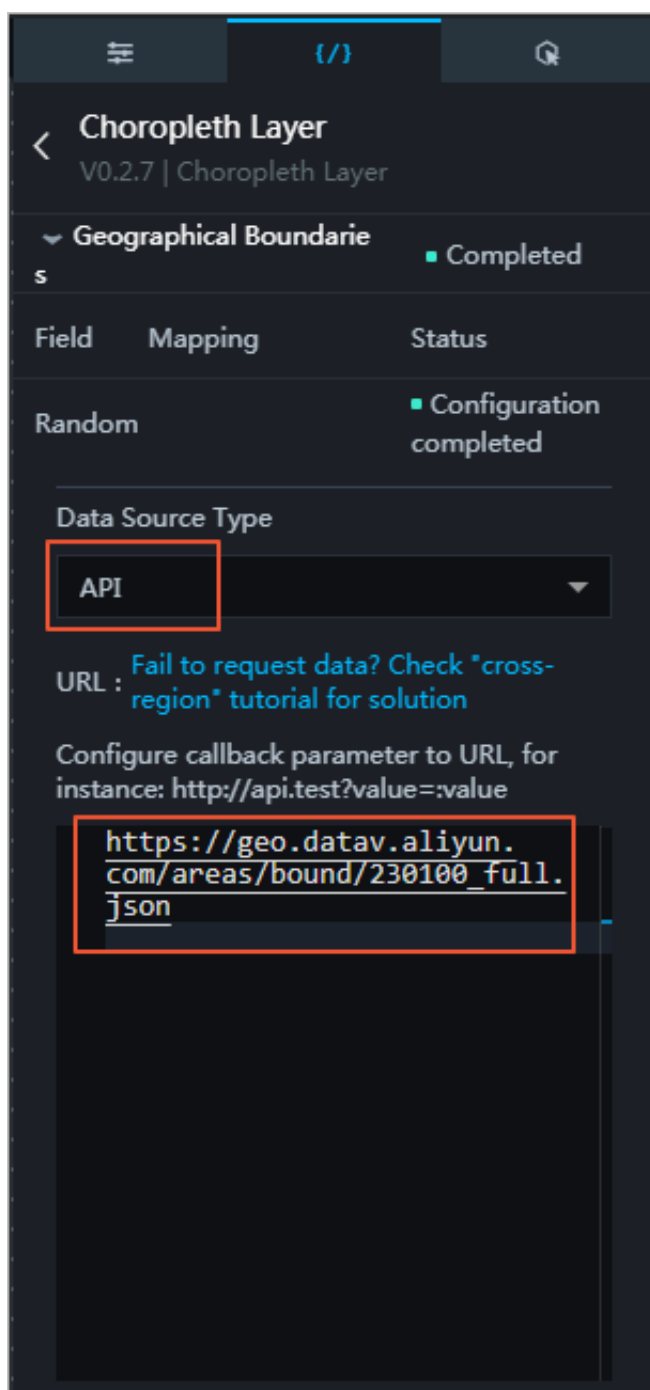 {/}
Choropleth Layer
V0.2.7 | Choropleth Layer
Geographical Boundarie
s
Completed
Field Mapping Status
Random
Configuration
completed
Data Source Type
API
URL :
Fail to request data? Check "cross-
region" tutorial for solution
Configure callback parameter to URL, for
instance: http://api.test?value=:value
https://geo.datav.aliyun.
com/areas/bound/230100_full.
json